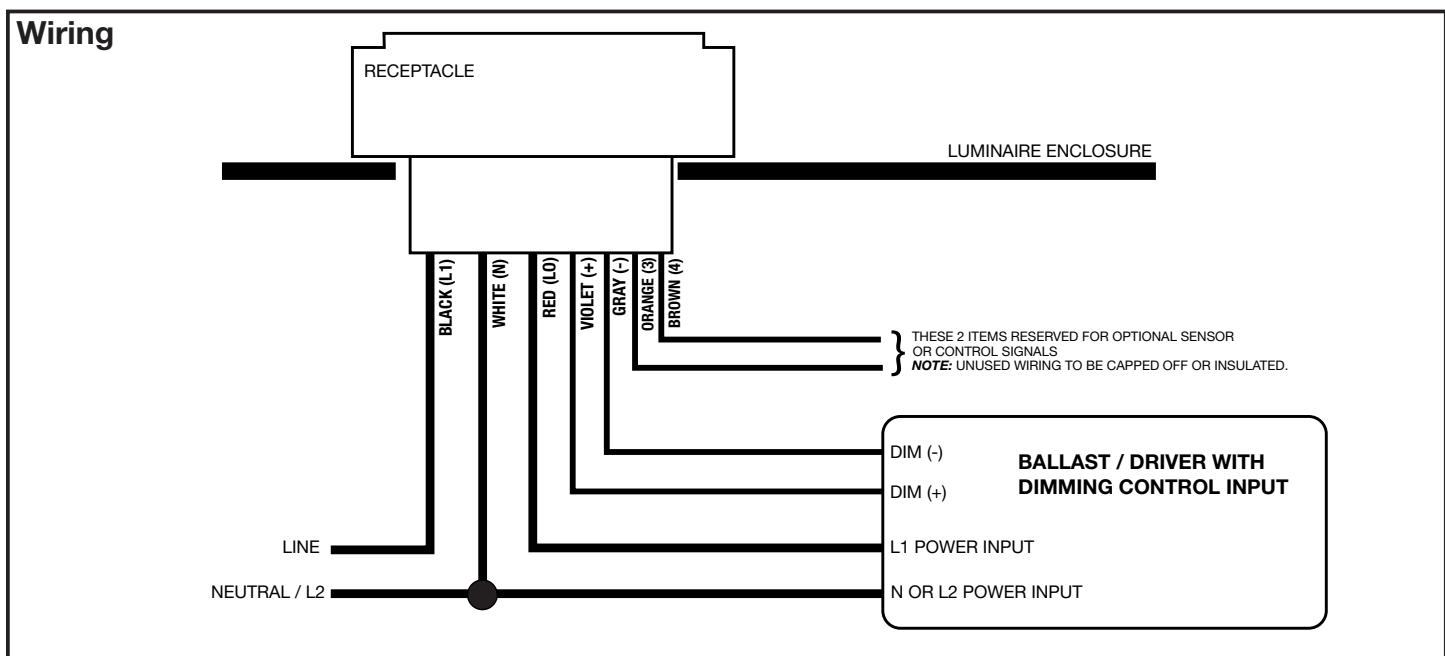 Wiring
RECEPTACLE
LUMINAIRE ENCLOSURE
BLACK (L1)
WHITE (N)
RED (LO)
VIOLET (+)
GRAY (-)
ORANGE (3)
BROWN (4)
THESE 2 ITEMS RESERVED FOR OPTIONAL SENSOR
OR CONTROL SIGNALS
NOTE: UNUSED WIRING TO BE CAPPED OFF OR INSULATED.
DIM (-)
BALLAST / DRIVER WITH
DIMMING CONTROL INPUT
DIM (+)
LINE
L1 POWER INPUT
NEUTRAL / L2
N OR L2 POWER INPUT